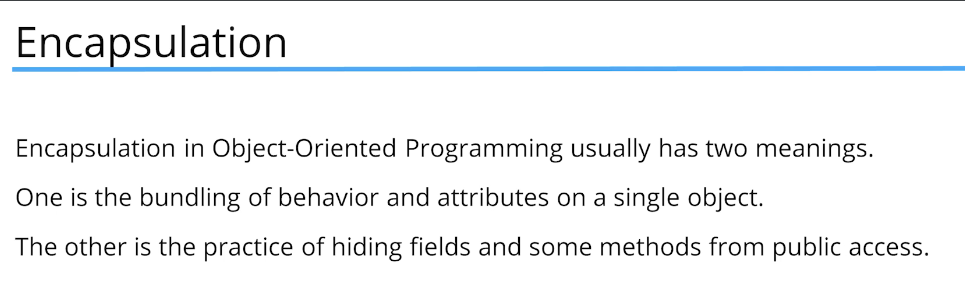 Encapsulation
Encapsulation in Object-Oriented Programming usually has two meanings.
One is the bundling of behavior and attributes on a single object.
The other is the practice of hiding fields and some methods from public access.